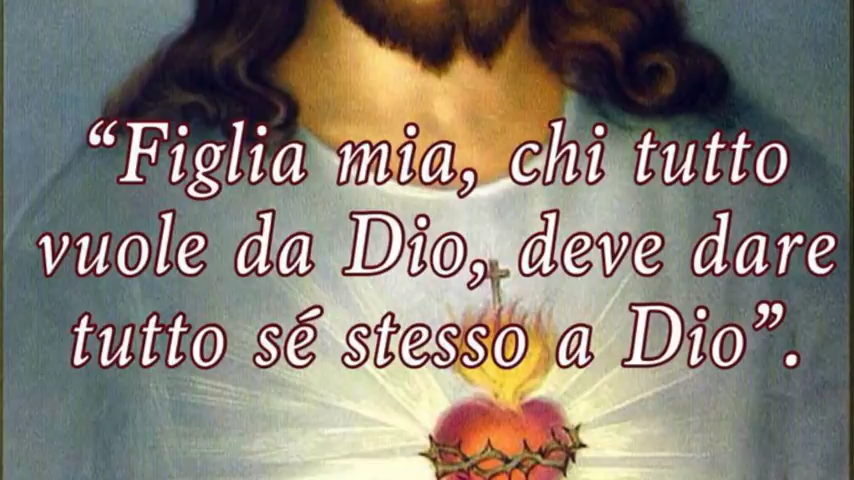 “Figlia mia, chi tutto
vuole da Dio, deve dare
tutto sé stesso a Dio”.